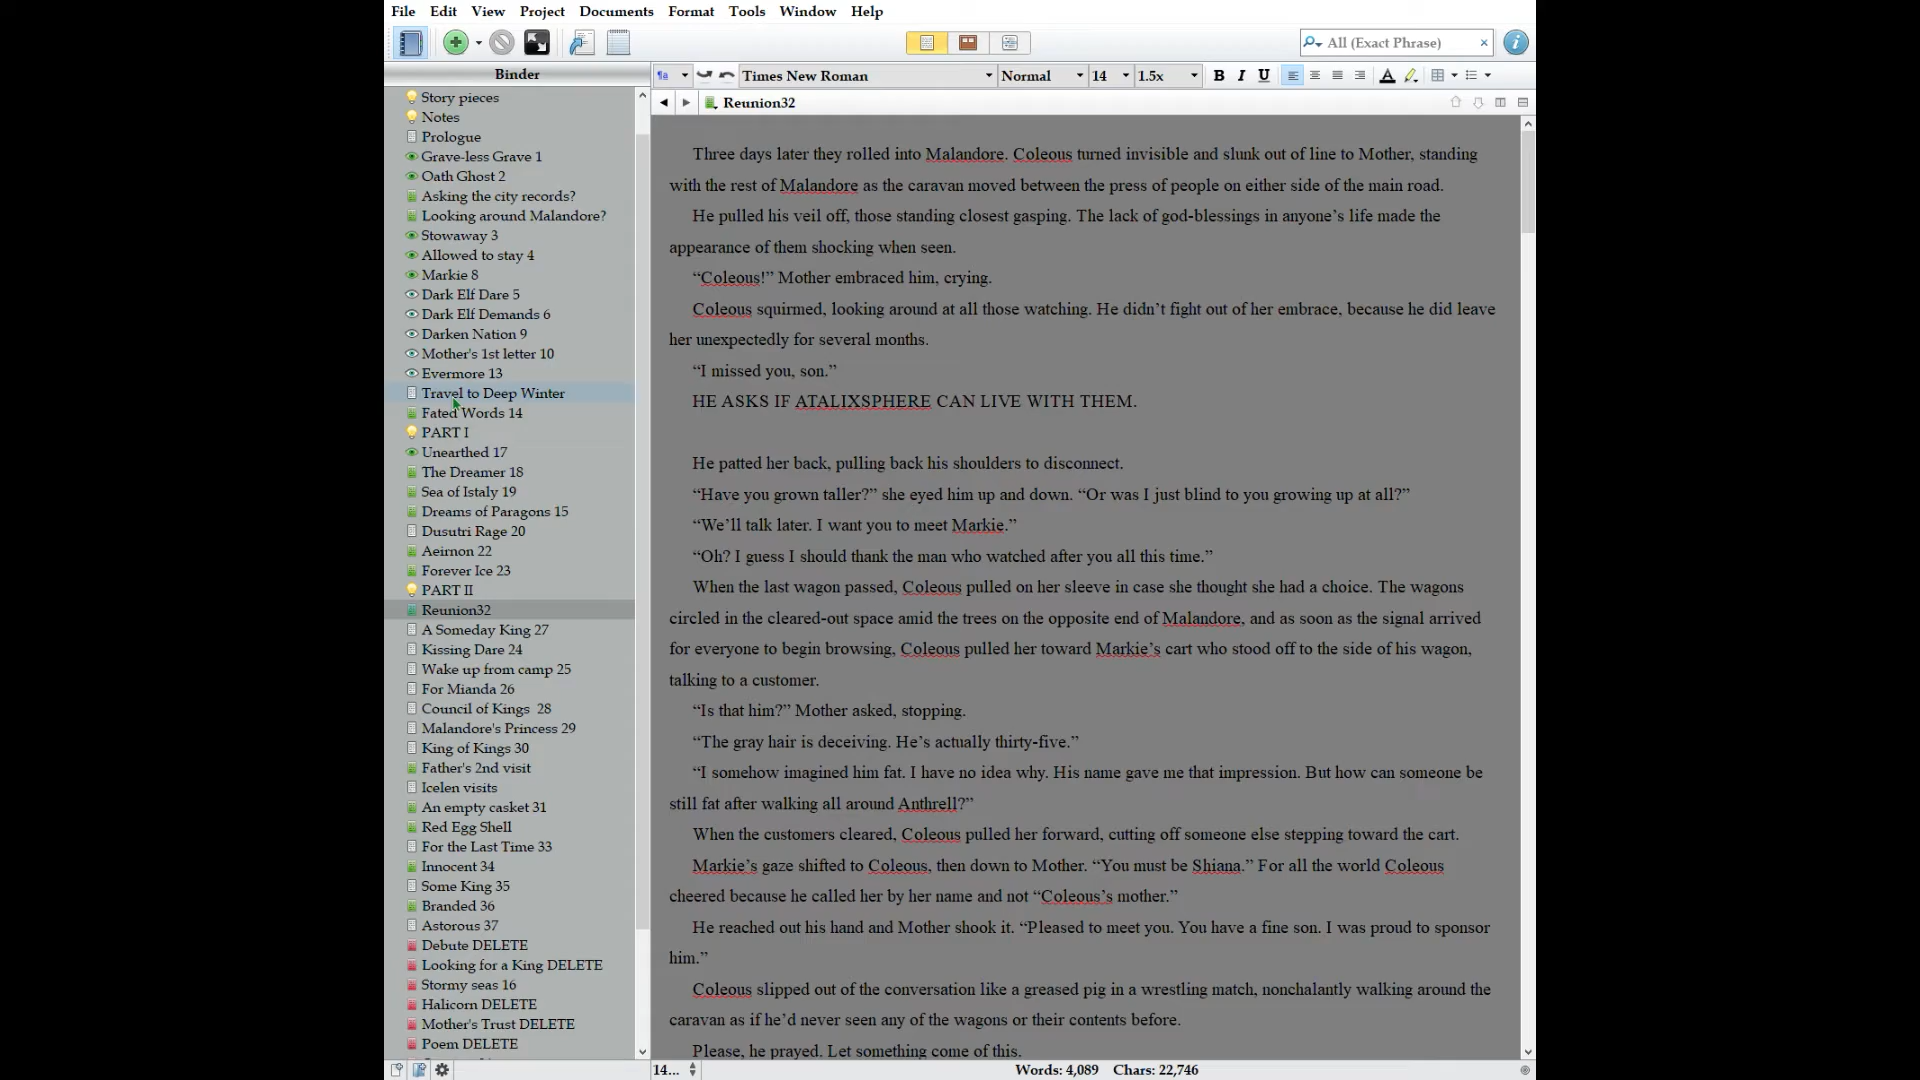 File Edit View Project Documents Format Tools Window Help
All (Exact Phrase)
Binder
Times New Roman Normal 14 1.5x B I U A
Reunion32
Story pieces
Notes
Prologue
Grave-less Grave 1
Oath Ghost 2
Asking the city records?
Looking around Malandore?
Stowaway 3
Allowed to stay 4
Markie 8
Dark Elf Dare 5
Dark Elf Demands 6
Darken Nation 9
Mother's 1st letter 10
Evermore 13
Travel to Deep Winter
Fated Words 14
PART I
Unearthed 17
The Dreamer 18
Sea of Istaly 19
Dreams of Paragons 15
Dusutri Rage 20
Aeirnon 22
Forever Ice 23
PART II
Reunion32
A Someday King 27
Kissing Dare 24
Wake up from camp 25
For Mianda 26
Council of Kings 28
Malandore's Princess 29
King of Kings 30
Father's 2nd visit
Icelen visits
An empty casket 31
Red Egg Shell
For the Last Time 33
Innocent 34
Some King 35
Branded 36
Astorous 37
Debute DELETE
Looking for a King DELETE
Stormy seas 16
Halicorn DELETE
Mother's Trust DELETE
Poem DELETE
Three days later they rolled into Malandore. Coleous turned invisible and slunk out of line to Mother, standing
with the rest of Malandore as the caravan moved between the press of people on either side of the main road.
He pulled his veil off, those standing closest gasping. The lack of god-blessings in anyone’s life made the
appearance of them shocking when seen.
“Coleous!” Mother embraced him, crying.
Coleous squirmed, looking around at all those watching. He didn’t fight out of her embrace, because he did leave
her unexpectedly for several months.
“I missed you, son.”
HE ASKS IF ATALIXSPHERE CAN LIVE WITH THEM.
He patted her back, pulling back his shoulders to disconnect.
“Have you grown taller?” she eyed him up and down. “Or was I just blind to you growing up at all?”
“We’ll talk later. I want you to meet Markie.”
“Oh? I guess I should thank the man who watched after you all this time.”
When the last wagon passed, Coleous pulled on her sleeve in case she thought she had a choice. The wagons
circled in the cleared-out space amid the trees on the opposite end of Malandore, and as soon as the signal arrived
for everyone to begin browsing, Coleous pulled her toward Markie’s cart who stood off to the side of his wagon,
talking to a customer.
“Is that him?” Mother asked, stopping.
“The gray hair is deceiving. He’s actually thirty-five.”
“I somehow imagined him fat. I have no idea why. His name gave me that impression. But how can someone be
still fat after walking all around Anthrell?”
When the customers cleared, Coleous pulled her forward, cutting off someone else stepping toward the cart.
Markie’s gaze shifted to Coleous, then down to Mother. “You must be Shiana.” For all the world Coleous
cheered because he called her by her name and not “Coleous’s mother.”
He reached out his hand and Mother shook it. “Pleased to meet you. You have a fine son. I was proud to sponsor
him.”
Coleous slipped out of the conversation like a greased pig in a wrestling match, nonchalantly walking around the
caravan as if he’d never seen any of the wagons or their contents before.
Please, he prayed. Let something come of this.
14... Words: 4,089 Chars: 22,746